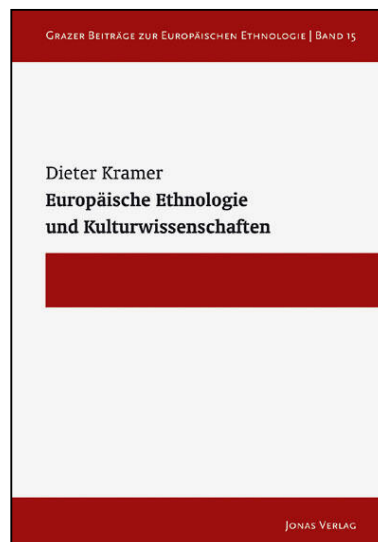 Grazer Beiträge zur Europäischen Ethnologie | Band 15
Dieter Kramer
Europäische Ethnologie
und Kulturwissenschaften
Jonas Verlag